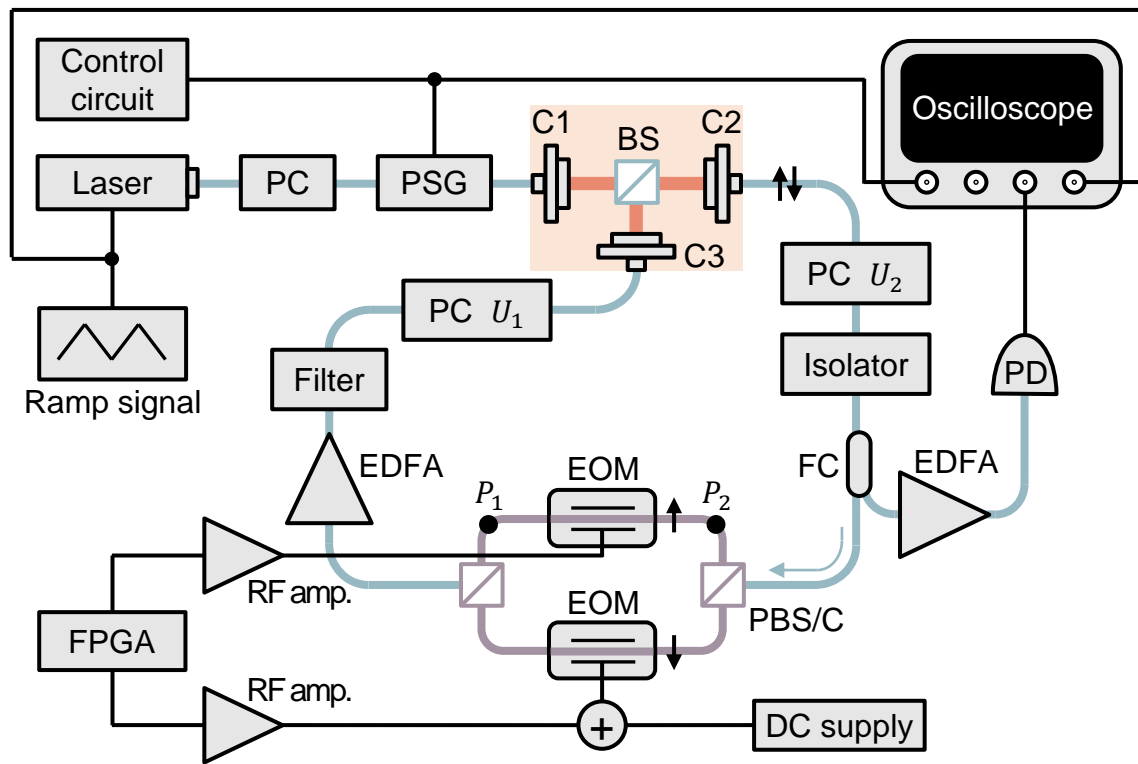 Control
circuit
Oscilloscope
C1
BS
C2
Laser
PC
PSG
C3
PC U₁
PC U₂
Ramp signal
Filter
Isolator
PD
EDFA
FC
EDFA
EOM
P₁
P₂
RF amp.
EOM
PBS/C
FPGA
RF amp.
+
DC supply